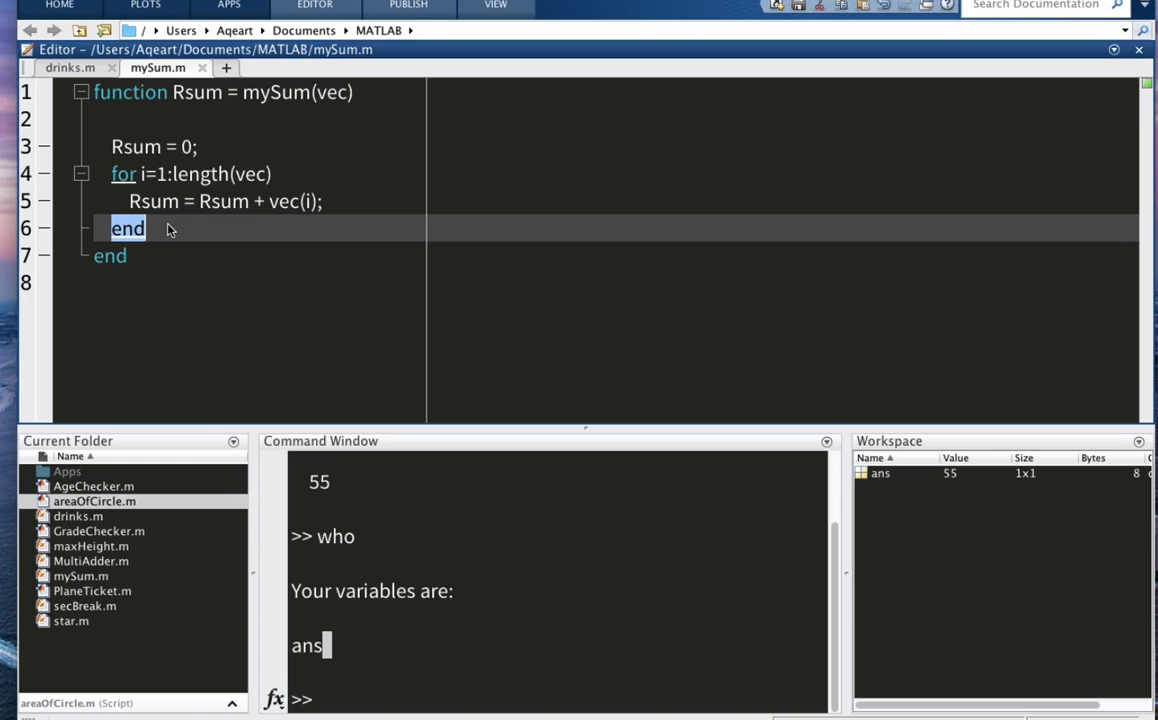 HOME PLOTS APPS EDITOR PUBLISH VIEW Search Documentation
/ Users Aqeart Documents MATLAB
Editor - /Users/Aqeart/Documents/MATLAB/mySum.m
drinks.m mySum.m +
1 function Rsum = mySum(vec)
2
3 Rsum = 0;
4 for i=1:length(vec)
5 Rsum = Rsum + vec(i);
6 end
7 end
8
Current Folder
Name
Apps
AgeChecker.m
areaOfCircle.m
drinks.m
GradeChecker.m
maxHeight.m
MultiAdder.m
mySum.m
PlaneTicket.m
secBreak.m
star.m
areaOfCircle.m (Script)
Command Window
55
>> who
Your variables are:
ans
fx >>
Workspace
Name Value Size Bytes
ans 55 1x1 8